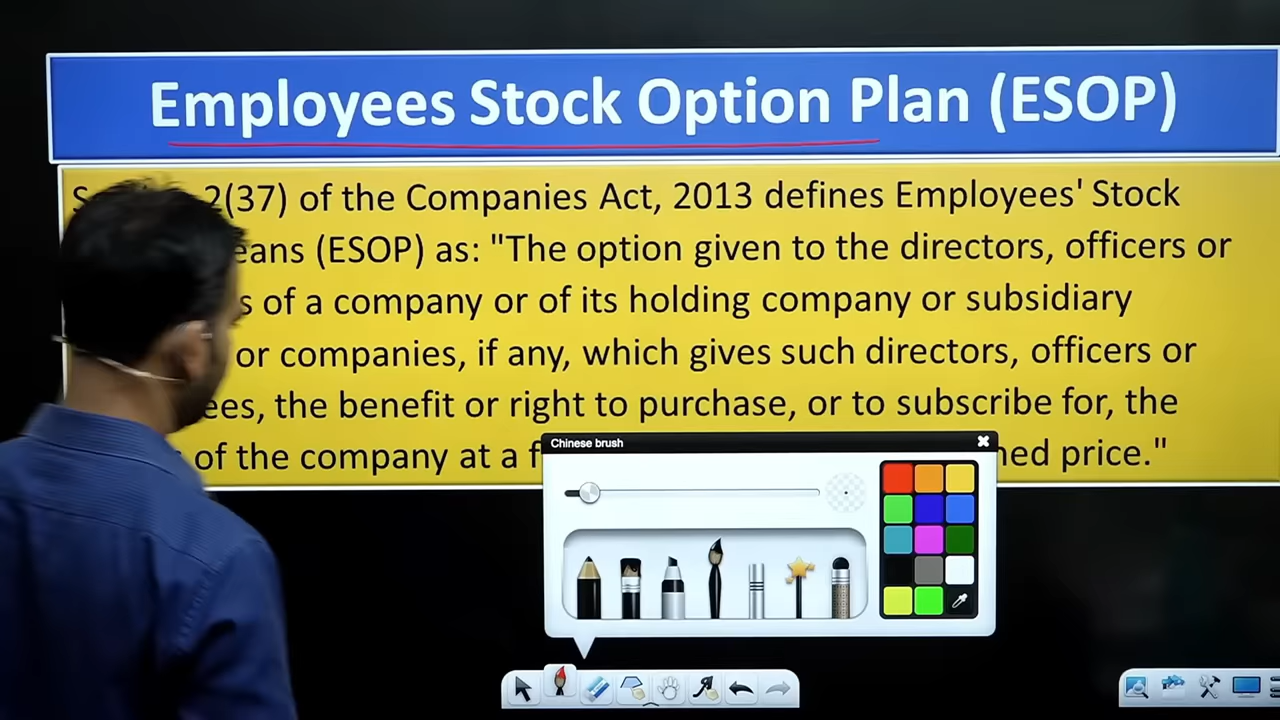 Employees Stock Option Plan (ESOP)
2(37) of the Companies Act, 2013 defines Employees' Stock
eans (ESOP) as: "The option given to the directors, officers or
s of a company or of its holding company or subsidiary
or companies, if any, which gives such directors, officers or
ees, the benefit or right to purchase, or to subscribe for, the
of the company at a f
ned price."
Chinese brush